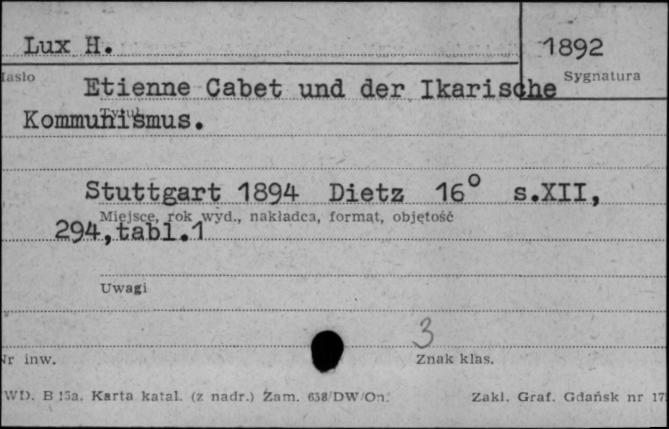 Lux H.
1892
Hasło
Sygnatura
Etienne Cabet und der Ikarische
Tytuł
Kommunismus.
Stuttgart 1894 Dietz 16° s.XII,
Miejsce, rok wyd., nakładca, format, objętość
294,tabl.1
Uwagi
3
Nr inw.
Znak klas.
WD. B 15a. Karta katal. (z nadr.) Zam. 638/DW/On. Zakl. Graf. Gdańsk nr 17